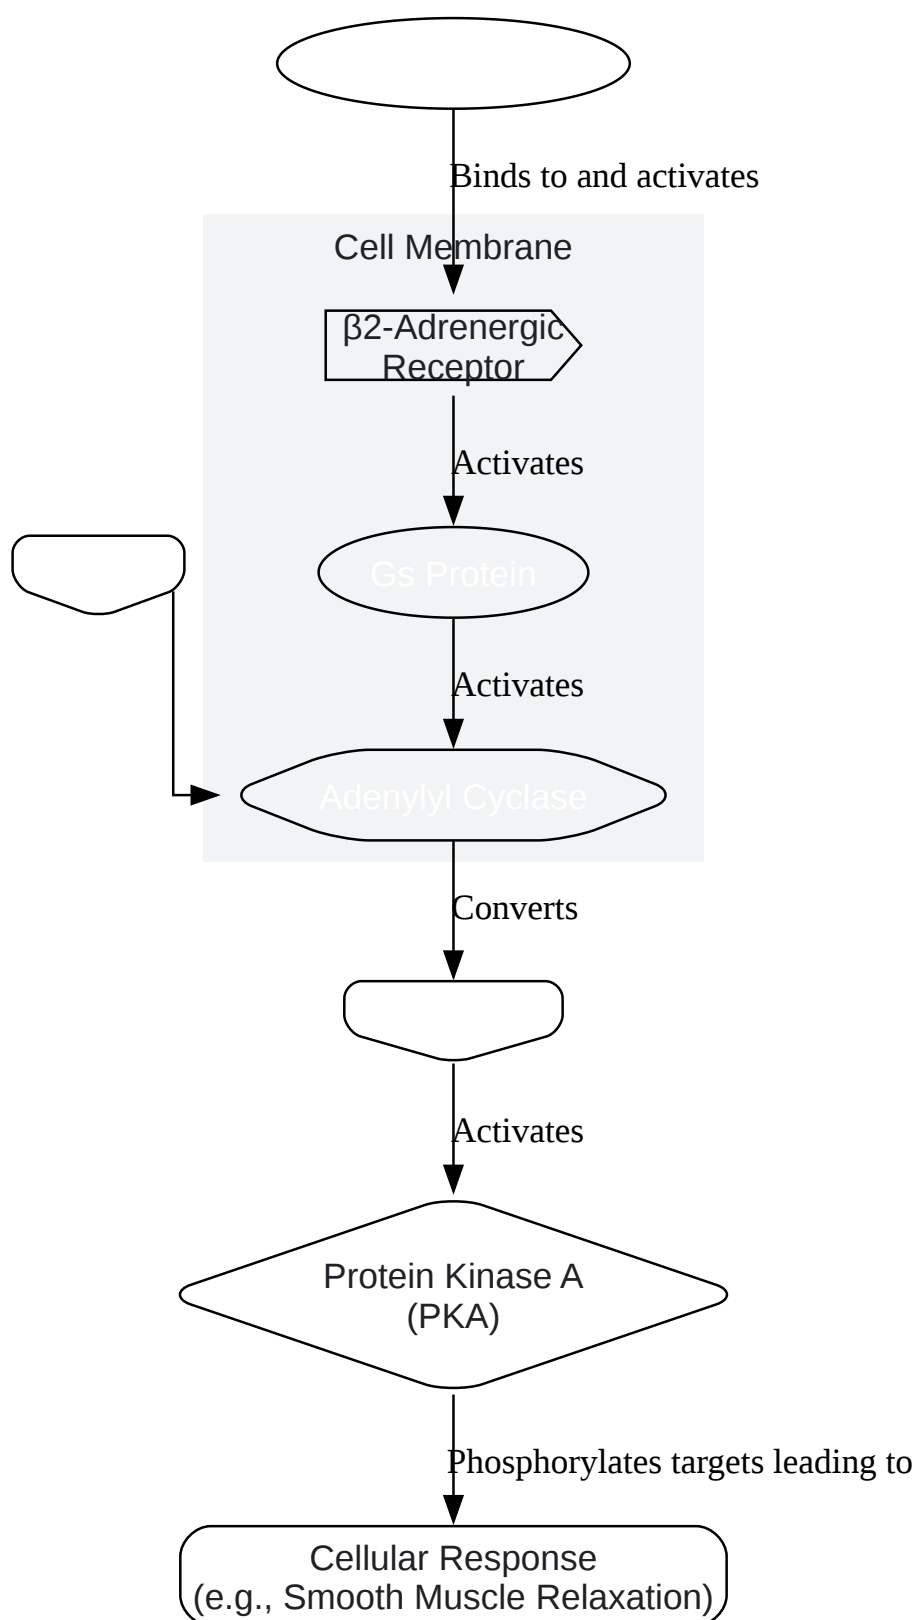 Binds to and activates
Cell Membrane
β2-Adrenergic
Receptor
Activates
Gs Protein
Activates
Adenylyl Cyclase
Converts
Activates
Protein Kinase A
(PKA)
Phosphorylates targets leading to
Cellular Response
(e.g., Smooth Muscle Relaxation)